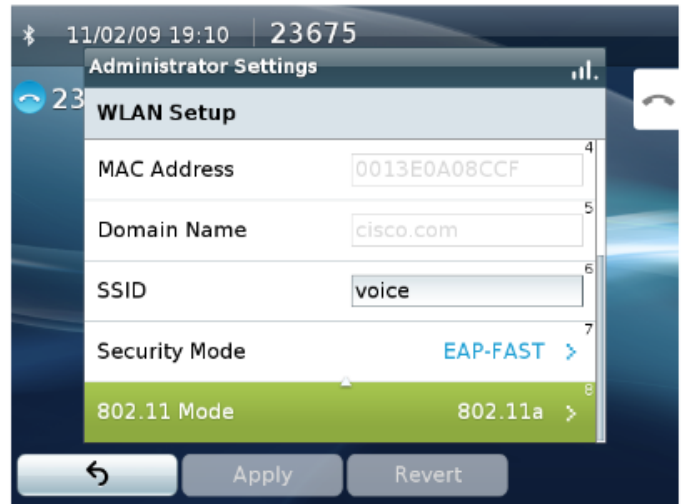 11/02/09 19:10 23675
Administrator Settings
23
WLAN Setup
4
MAC Address 0013E0A08CCF
5
Domain Name cisco.com
6
SSID voice
7
Security Mode EAP-FAST >
8
802.11 Mode 802.11a >
Apply Revert